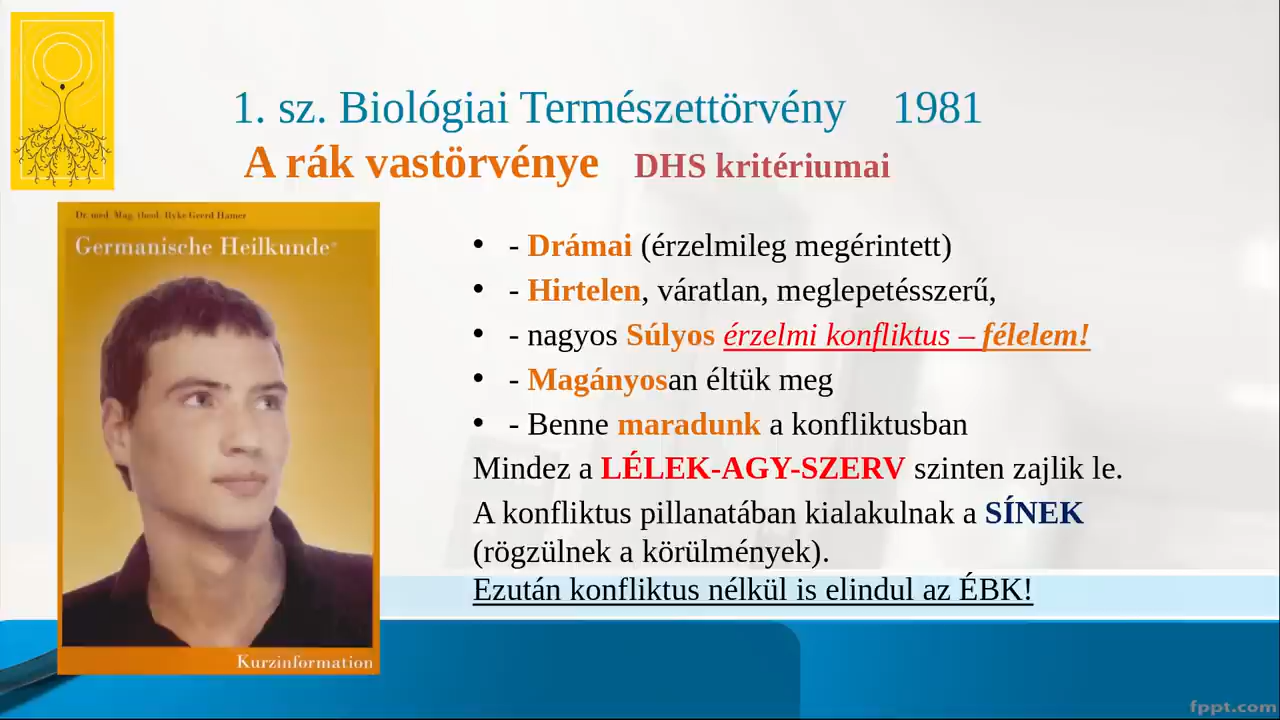 1. sz. Biológiai Természettörvény 1981
A rák vastörvénye DHS kritériumai
Dr. med. Mag. theol. Ryke Geerd Hamer
Germanische Heilkunde®
Kurzinformation
• - Drámai (érzelmileg megérintett)
• - Hirtelen, váratlan, meglepetésszerű,
• - nagyos Súlyos érzelmi konfliktus – félelem!
• - Magányosan éltük meg
• - Benne maradunk a konfliktusban
Mindez a LÉLEK-AGY-SZERV szinten zajlik le.
A konfliktus pillanatában kialakulnak a SÍNEK
(rögzülnek a körülmények).
Ezután konfliktus nélkül is elindul az ÉBK!
fppt.com